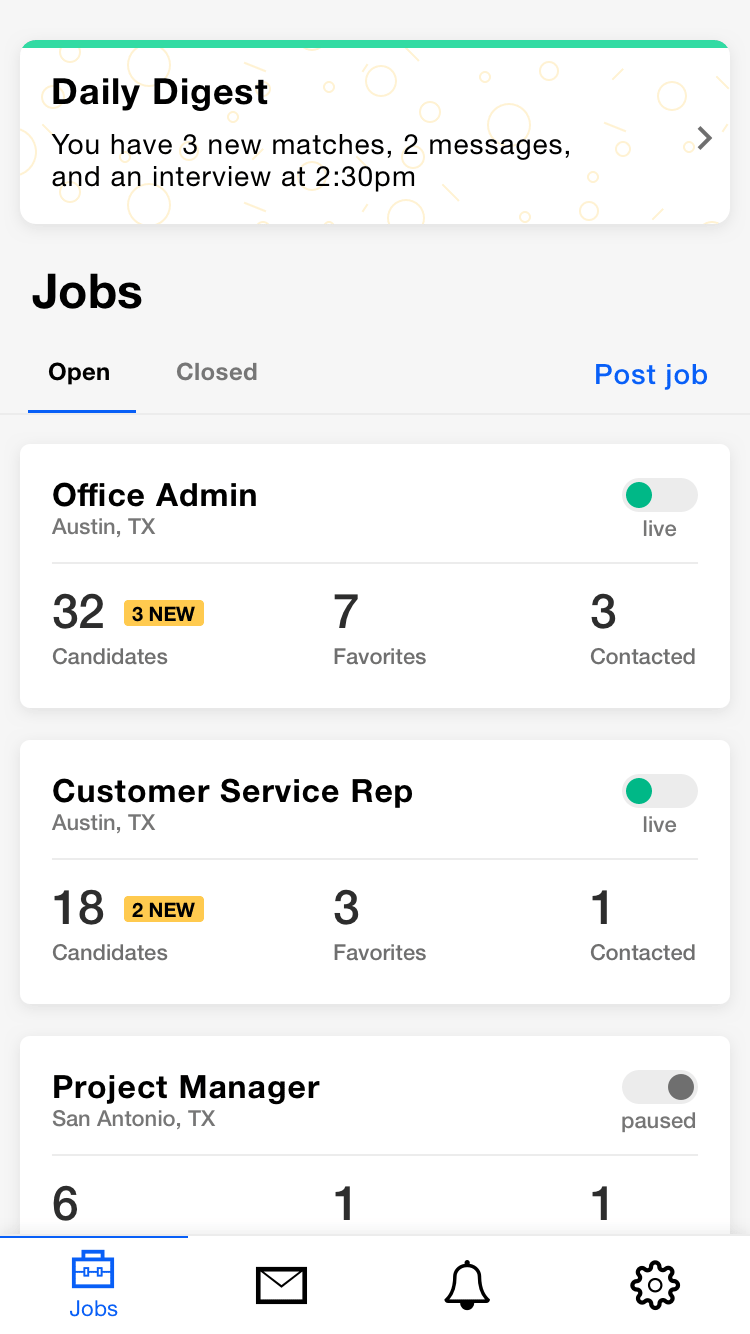 Daily Digest
You have 3 new matches, 2 messages,
and an interview at 2:30pm
Jobs
Open Closed Post job
Office Admin
Austin, TX
live
32 3 NEW 7 3
Candidates Favorites Contacted
Customer Service Rep
Austin, TX
live
18 2 NEW 3 1
Candidates Favorites Contacted
Project Manager
San Antonio, TX
paused
6 1 1
Jobs